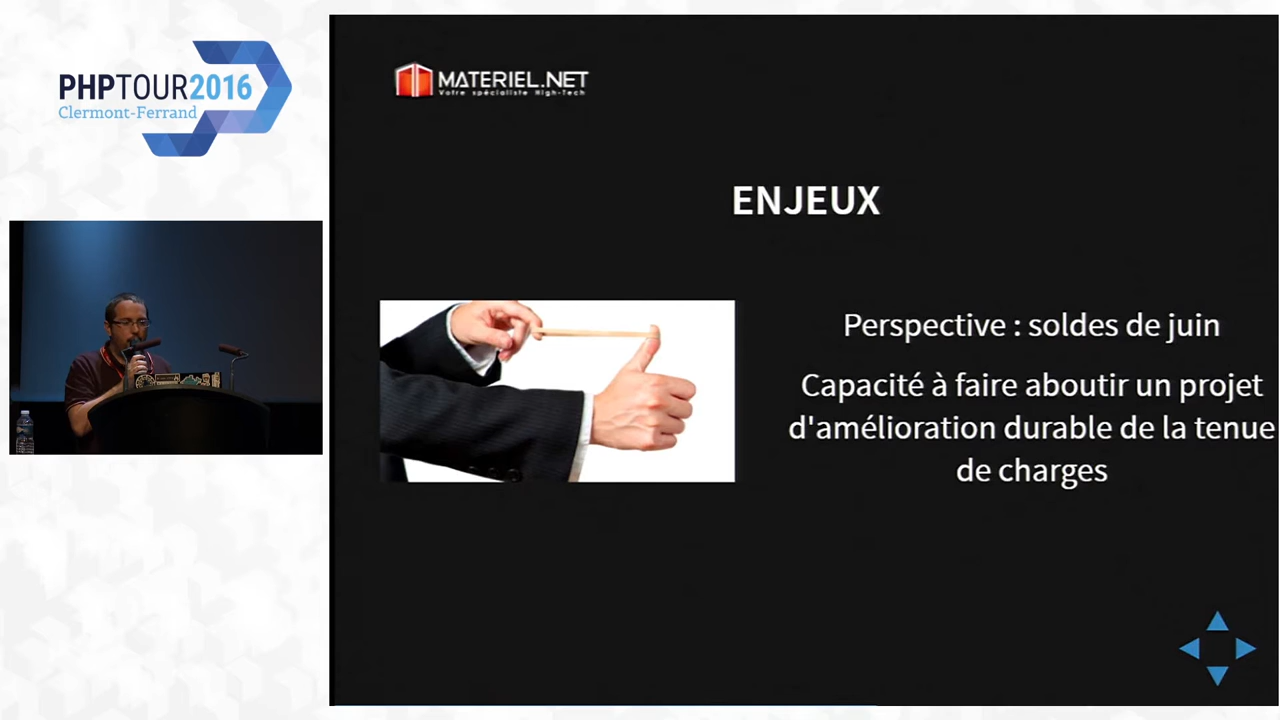 PHPTOUR2016
Clermont-Ferrand
MATERIEL.NET
Votre spécialiste High-Tech
ENJEUX
Perspective : soldes de juin
Capacité à faire aboutir un projet
d'amélioration durable de la tenue
de charges